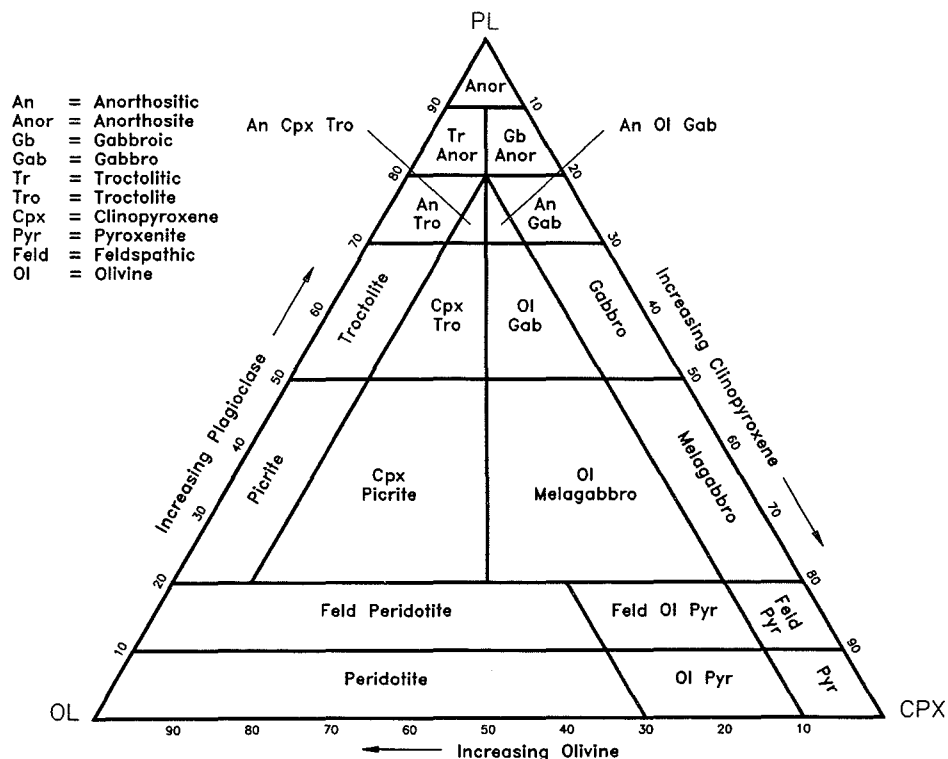 PL
An = Anorthositic
Anor = Anorthosite
Gb = Gabbroic
Gab = Gabbro
Tr = Troctolitic
Tro = Troctolite
Cpx = Clinopyroxene
Pyr = Pyroxenite
Feld = Feldspathic
Ol = Olivine
An Cpx Tro
An Ol Gab
Anor
90
10
Tr
Anor
Gb
Anor
80
20
An
Tro
An
Gab
70
30
Troctolite
Cpx
Tro
Ol
Gab
Gabbro
60
40
Increasing Plagioclase
Increasing Clinopyroxene
50
50
40
60
Picrite
Cpx
Picrite
Ol
Melagabbro
Melagabbro
30
70
20
80
Feld Peridotite
Feld Ol Pyr
Feld
Pyr
10
90
Peridotite
Ol Pyr
Pyr
OL
CPX
90
80
70
60
50
40
30
20
10
Increasing Olivine